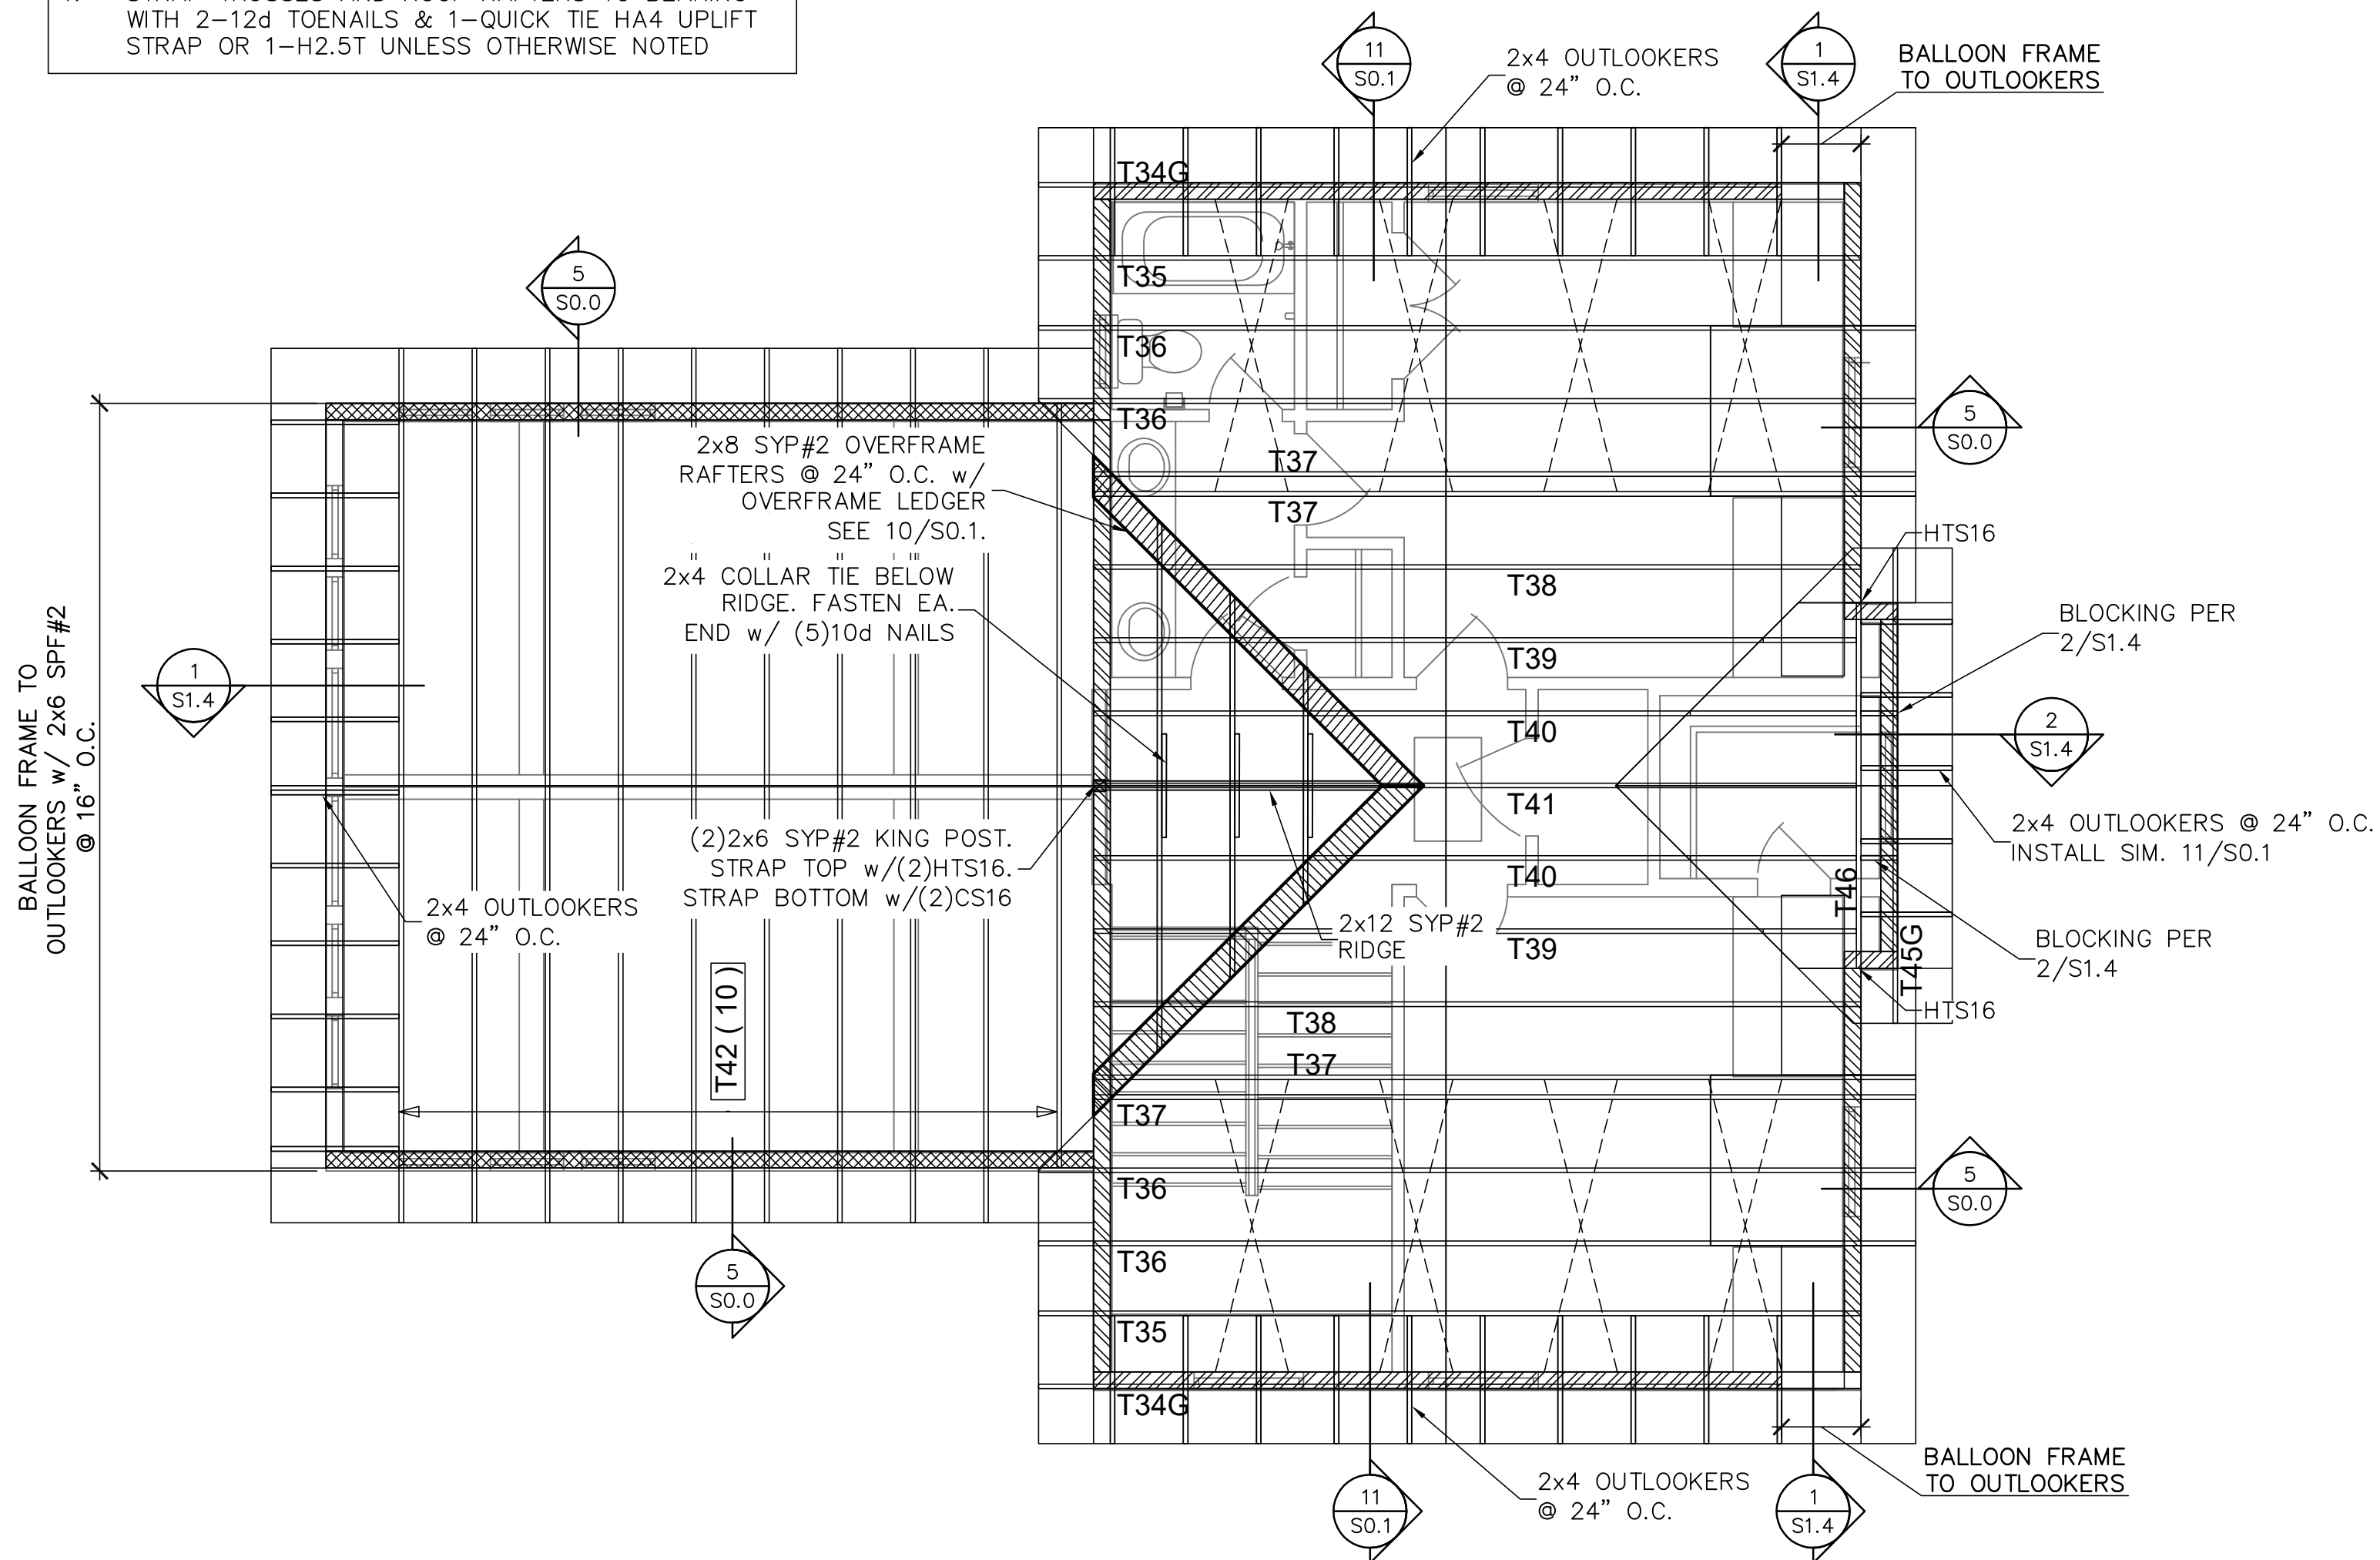 WITH 2-12d TOENAILS & 1-QUICK TIE HA4 UPLIFT
STRAP OR 1-H2.5T UNLESS OTHERWISE NOTED
11
S0.1
2x4 OUTLOOKERS
@ 24" O.C.
1
S1.4
BALLOON FRAME
TO OUTLOOKERS
T34G
T35
T36
T36
T37
T37
T38
T39
T40
T41
T40
T39
T38
T37
T37
T36
T36
T35
T34G
5
S0.0
5
S0.0
2x8 SYP#2 OVERFRAME
RAFTERS @ 24" O.C. w/
OVERFRAME LEDGER
SEE 10/S0.1.
2x4 COLLAR TIE BELOW
RIDGE. FASTEN EA.
END w/ (5)10d NAILS
HTS16
BLOCKING PER
2/S1.4
BALLOON FRAME TO
OUTLOOKERS w/ 2x6 SPF#2
@ 16" O.C.
1
S1.4
2
S1.4
(2)2x6 SYP#2 KING POST.
STRAP TOP w/(2)HTS16.
STRAP BOTTOM w/(2)CS16
2x4 OUTLOOKERS @ 24" O.C.
INSTALL SIM. 11/S0.1
2x4 OUTLOOKERS
@ 24" O.C.
2x12 SYP#2
RIDGE
T46
T45G
BLOCKING PER
2/S1.4
HTS16
T42 ( 10 )
5
S0.0
5
S0.0
11
S0.1
2x4 OUTLOOKERS
@ 24" O.C.
1
S1.4
BALLOON FRAME
TO OUTLOOKERS